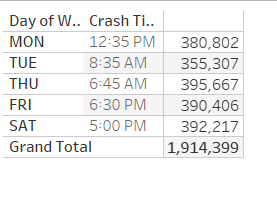 Day of W.. Crash Ti..
MON 12:35 PM 380,802
TUE 8:35 AM 355,307
THU 6:45 AM 395,667
FRI 6:30 PM 390,406
SAT 5:00 PM 392,217
Grand Total 1,914,399